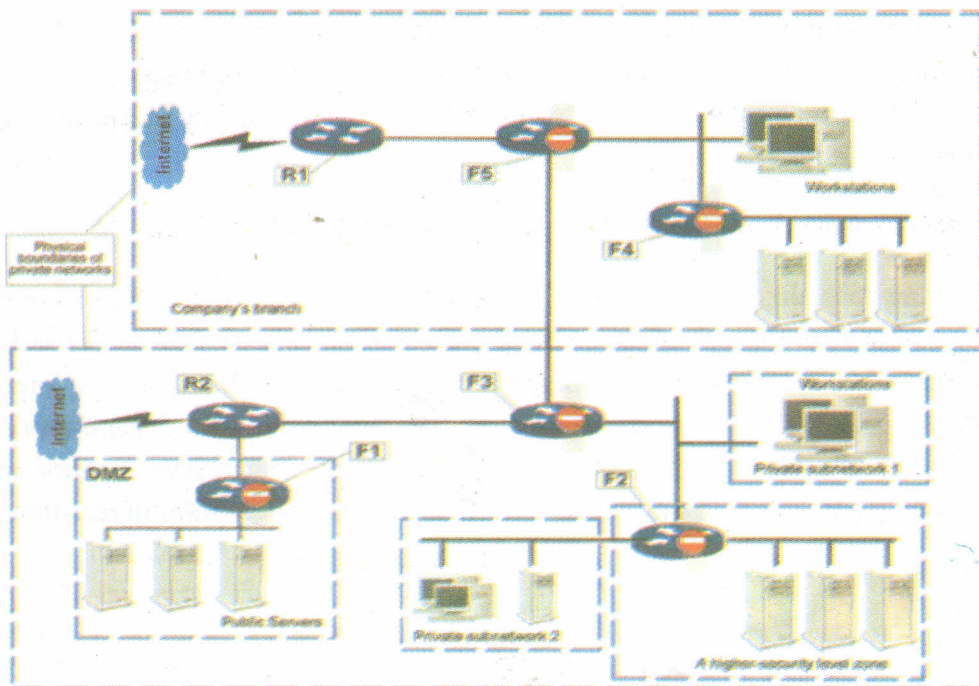 Internet
R1
F5
Workstations
F4
Physical
boundaries of
private networks
Company's branch
R2
F3
Workstations
Internet
F1
Private subnetwork 1
DMZ
F2
Public Servers
Private subnetwork 2
A higher-security level zone